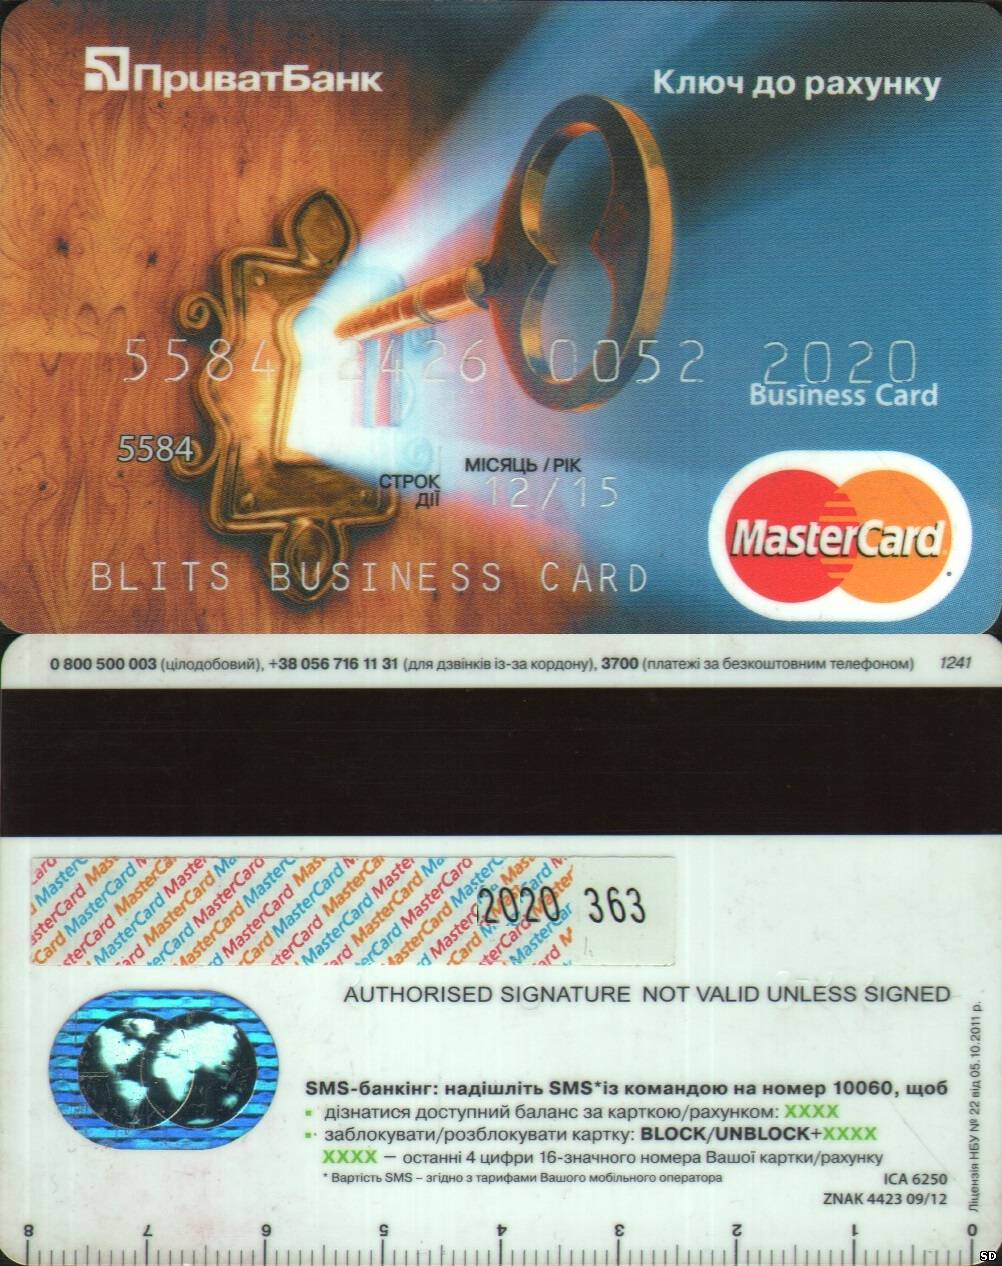 ПриватБанк
Ключ до рахунку
5584 2426 0052 2020
Business Card
5584
МІСЯЦЬ / РІК
СТРОК ДІЇ 12/15
BLITS BUSINESS CARD
MasterCard
0 800 500 003 (цілодобовий), +38 056 716 11 31 (для дзвінків із-за кордону), 3700 (платежі за безкоштовним телефоном) 1241
2020 363
AUTHORISED SIGNATURE NOT VALID UNLESS SIGNED
SMS-банкінг: надішліть SMS*із командою на номер 10060, щоб
дізнатися доступний баланс за карткою/рахунком: XXXX
заблокувати/розблокувати картку: BLOCK/UNBLOCK+XXXX
XXXX – останні 4 цифри 16-значного номера Вашої картки/рахунку
* Вартість SMS – згідно з тарифами Вашого мобільного оператора
ICA 6250
ZNAK 4423 09/12
Ліцензія НБУ № 22 від 05.10.2011 р.
8 7 6 5 4 3 2 1 0
SD